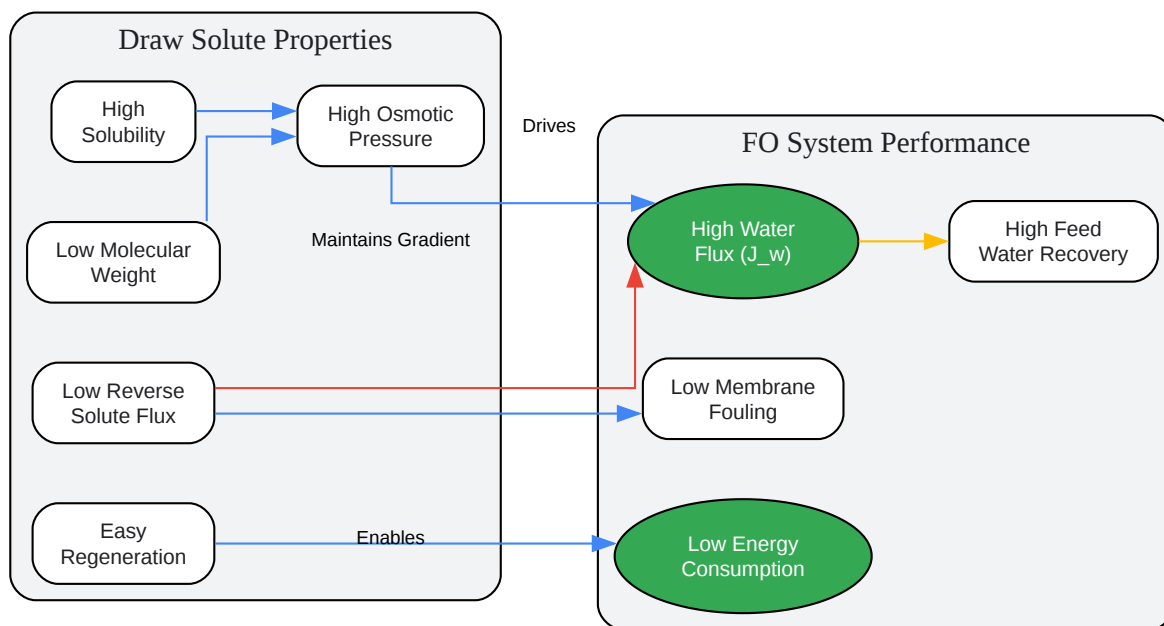 Draw Solute Properties
High
Solubility
High Osmotic
Pressure
Low Molecular
Weight
Low Reverse
Solute Flux
Easy
Regeneration
Drives
Maintains Gradient
Enables
FO System Performance
High Water
Flux (J_w)
High Feed
Water Recovery
Low Membrane
Fouling
Low Energy
Consumption